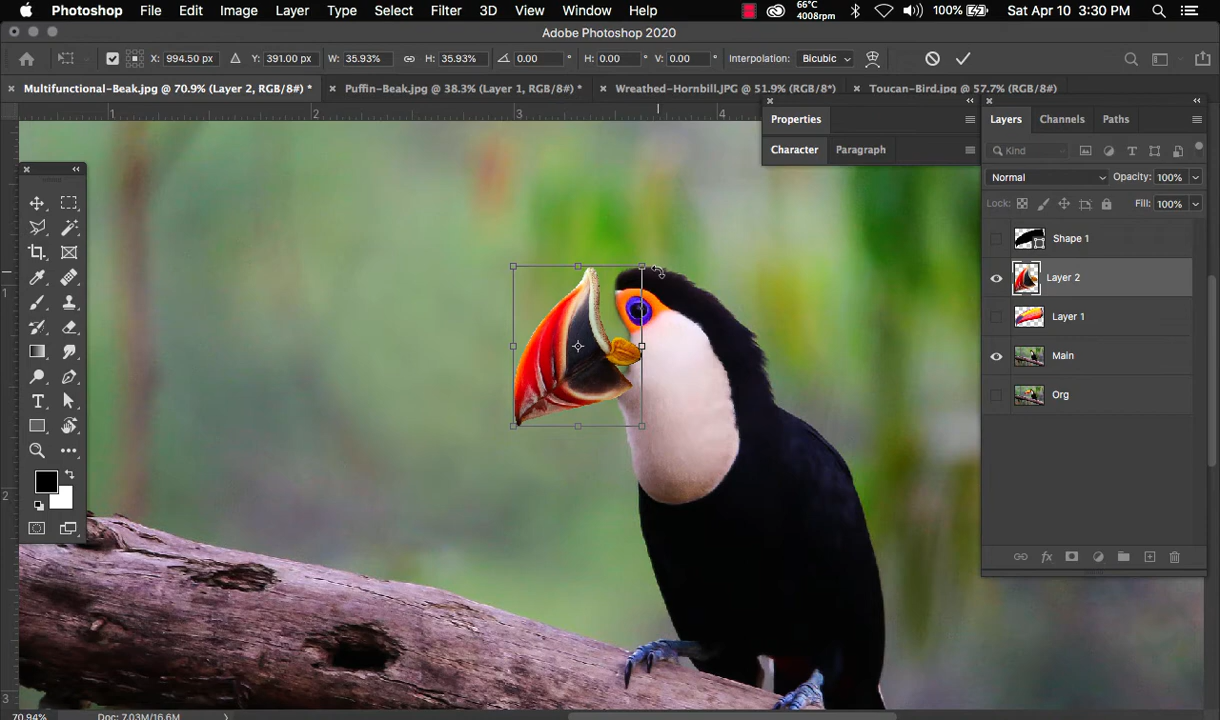 Photoshop File Edit Image Layer Type Select Filter 3D View Window Help 66°C 4008rpm 100% Sat Apr 10 3:30 PM
Adobe Photoshop 2020
X: 994.50 px Y: 391.00 px W: 35.93% H: 35.93% 0.00 ° H: 0.00 ° V: 0.00 ° Interpolation: Bicubic
Multifunctional-Beak.jpg @ 70.9% (Layer 2, RGB/8#) * Puffin-Beak.jpg @ 38.3% (Layer 1, RGB/8#) * Wreathed-Hornbill.JPG @ 51.9% (RGB/8*) Toucan-Bird.jpg @ 57.7% (RGB/8#)
2 3 4
Properties
Character Paragraph
Layers Channels Paths
Kind
Normal Opacity: 100%
Lock: Fill: 100%
Shape 1
Layer 2
Layer 1
Main
Org
1
2
3
70.94% Doc: 7.03M/16.6M